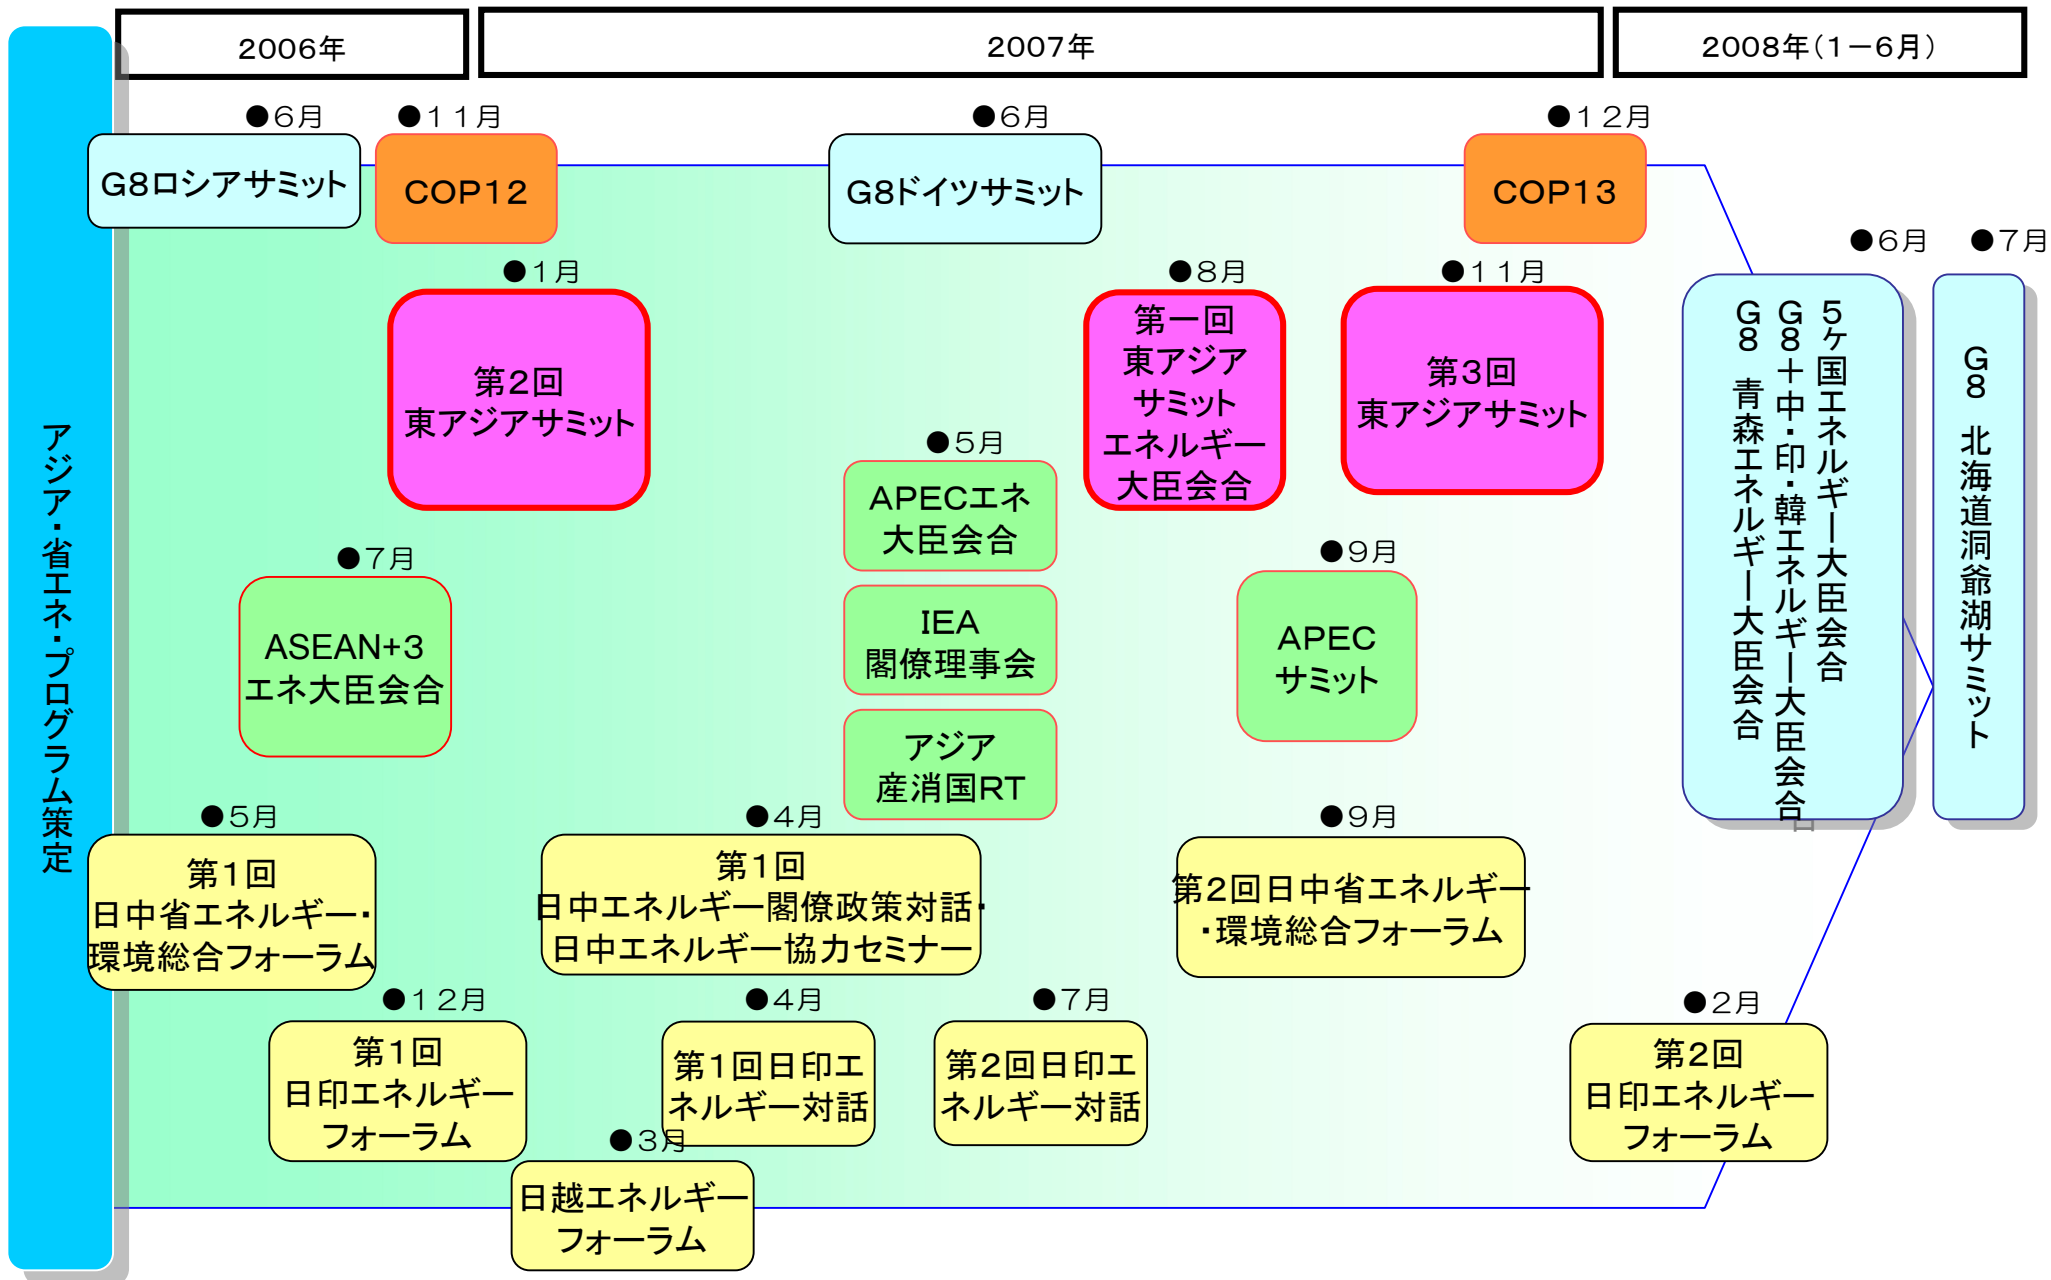 2006年
2007年
2008年(1-6月)
アジア・省エネ・プログラム策定
●6月
G8ロシアサミット
●11月
COP12
●6月
G8ドイツサミット
●12月
COP13
●1月
第2回
東アジアサミット
●8月
第一回
東アジア
サミット
エネルギー
大臣会合
●11月
第3回
東アジアサミット
●6月
5ヶ国エネルギー大臣会合
G8+中・印・韓エネルギー大臣会合
G8 青森エネルギー大臣会合
●7月
G8 北海道洞爺湖サミット
●5月
APECエネ
大臣会合
IEA
閣僚理事会
アジア
産消国RT
●7月
ASEAN+3
エネ大臣会合
●9月
APEC
サミット
●5月
第1回
日中省エネルギー・
環境総合フォーラム
●4月
第1回
日中エネルギー閣僚政策対話・
日中エネルギー協力セミナー
●9月
第2回日中省エネルギー
・環境総合フォーラム
●12月
第1回
日印エネルギー
フォーラム
●4月
第1回日印エ
ネルギー対話
●7月
第2回日印エ
ネルギー対話
●2月
第2回
日印エネルギー
フォーラム
●3月
日越エネルギー
フォーラム